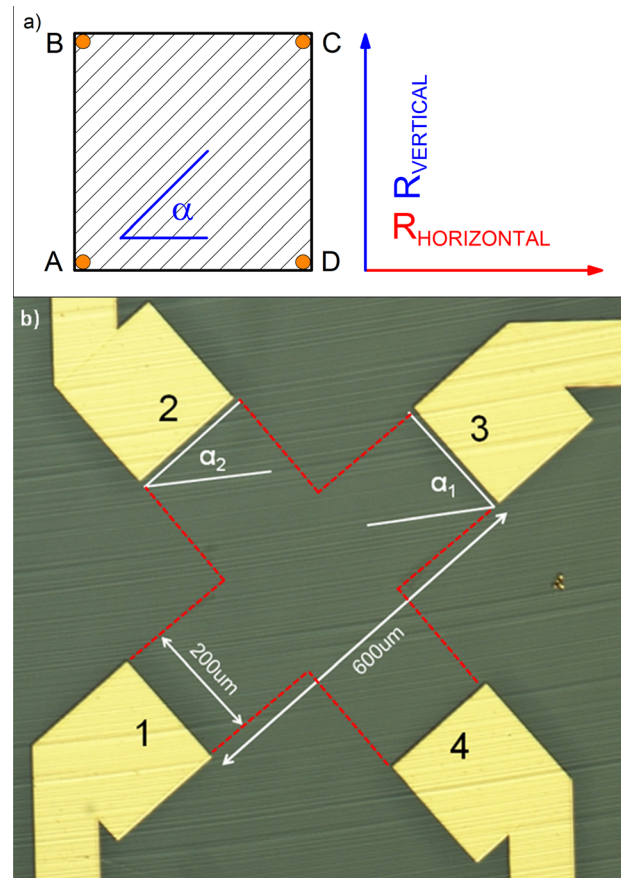 a)
B
C
α
A
D
R_VERTICAL
R_HORIZONTAL
b)
2
3
α₂
α₁
200um
600um
1
4